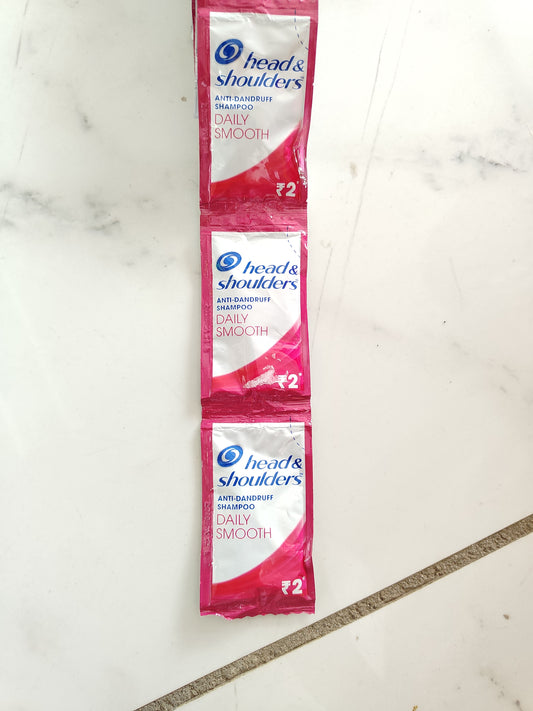 head &
shoulders
ANTI-DANDRUFF
SHAMPOO
DAILY
SMOOTH
₹2*
head &
shoulders
ANTI-DANDRUFF
SHAMPOO
DAILY
SMOOTH
₹2*
head &
shoulders
ANTI-DANDRUFF
SHAMPOO
DAILY
SMOOTH
₹2*